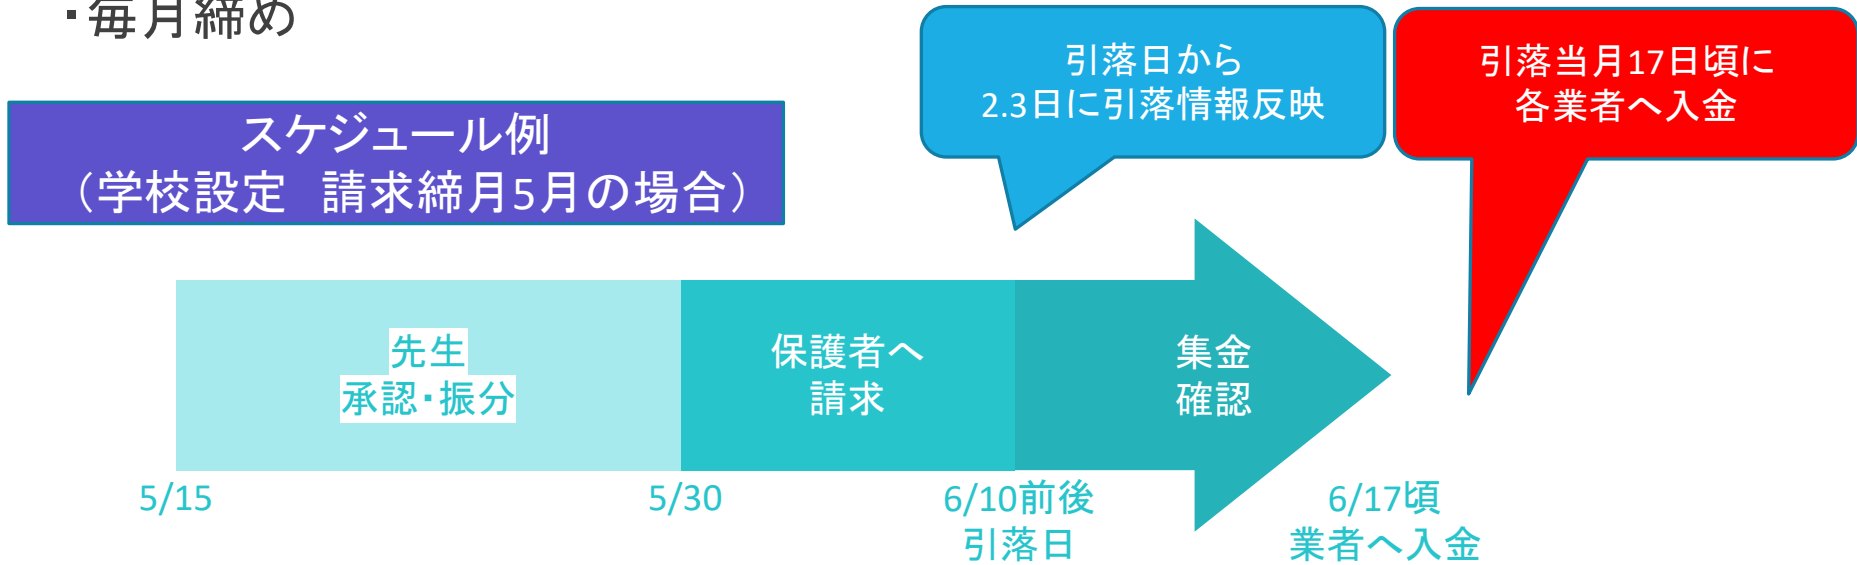 ・毎月締め
引落日から
2.3日に引落情報反映
引落当月17日頃に
各業者へ入金
スケジュール例
（学校設定　請求締月5月の場合）
先生
承認・振分
保護者へ
請求
集金
確認
5/15
5/30
6/10前後
引落日
6/17頃
業者へ入金